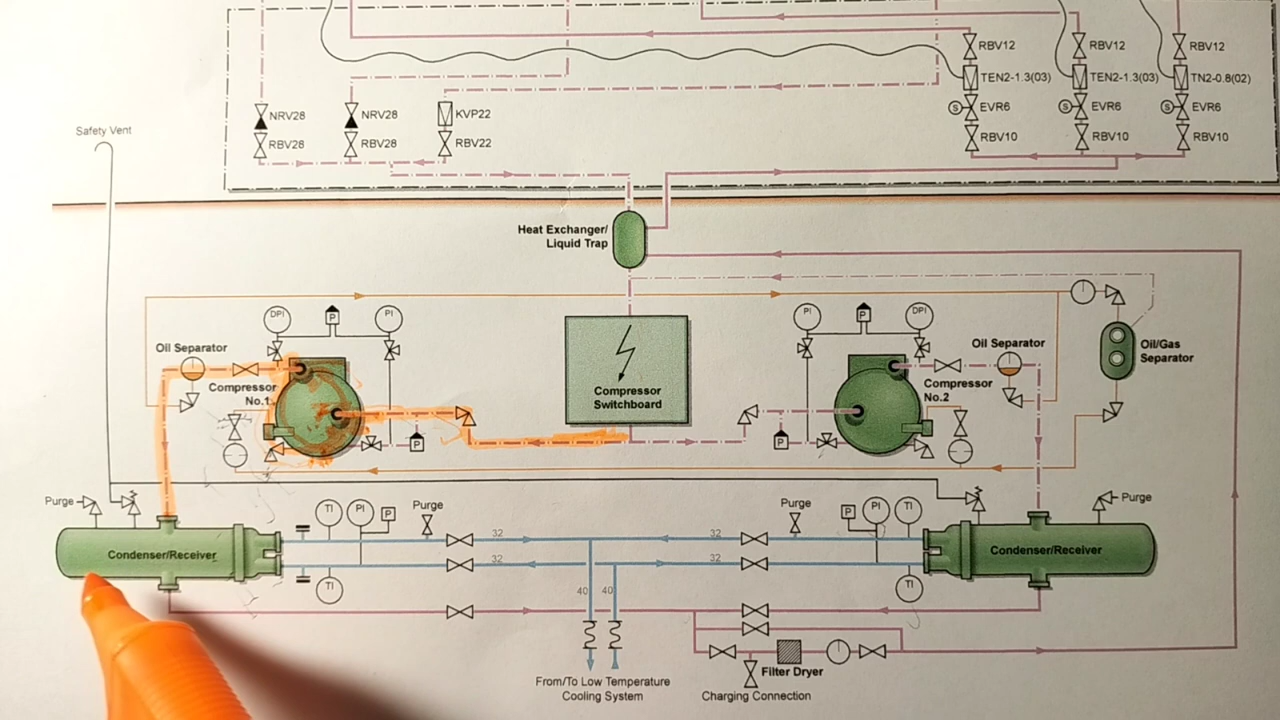 RBV12
RBV12
RBV12
TEN2-1.3(03)
TEN2-1.3(03)
TN2-0.8(02)
S
EVR6
S
EVR6
S
EVR6
RBV10
RBV10
RBV10
NRV28
NRV28
KVP22
RBV28
RBV28
RBV22
Safety Vent
Heat Exchanger/
Liquid Trap
DPI
P
PI
PI
P
DPI
Oil Separator
Oil Separator
Oil/Gas
Separator
Compressor
No.1
Compressor
Switchboard
Compressor
No.2
P
P
Purge
TI
PI
P
Purge
Purge
P
PI
TI
Purge
Condenser/Receiver
32
32
Condenser/Receiver
32
32
TI
40
40
TI
Filter Dryer
From/To Low Temperature
Cooling System
Charging Connection